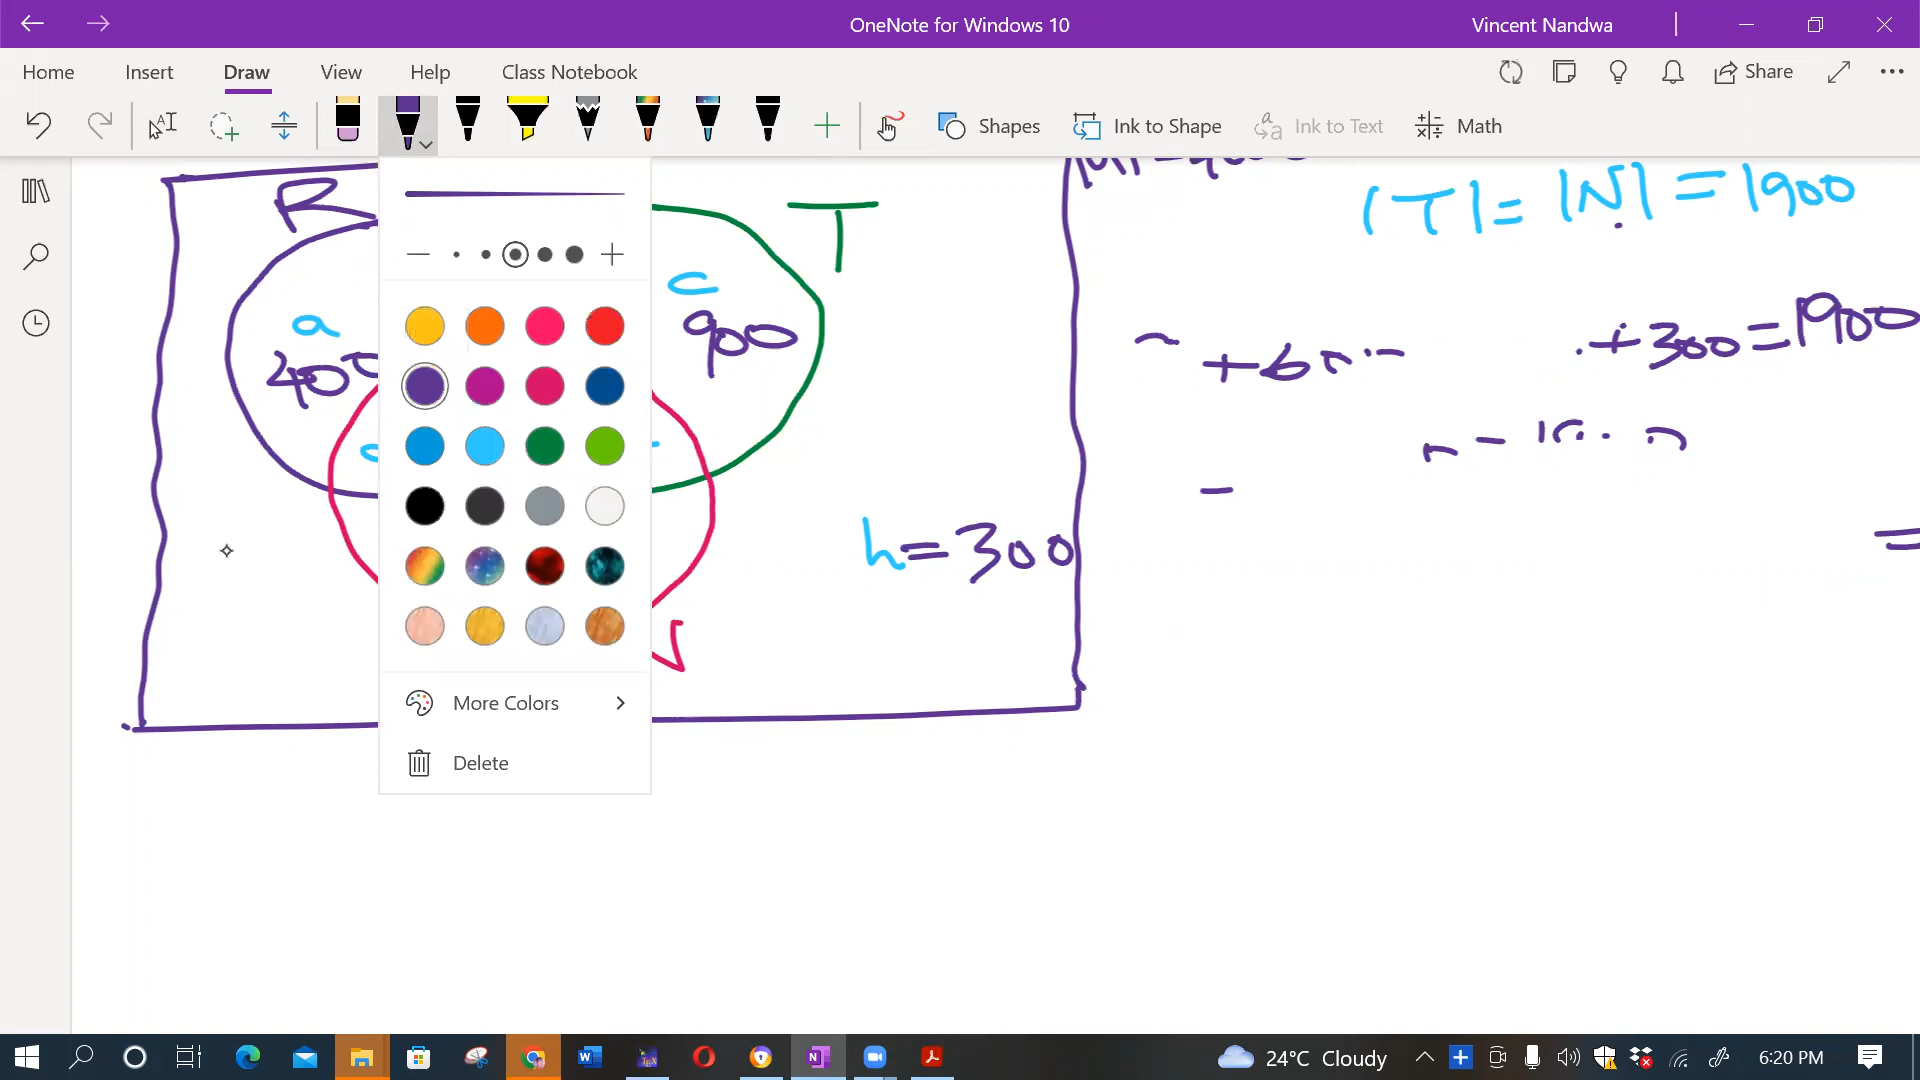 OneNote for Windows 10
Vincent Nandwa
Home Insert Draw View Help Class Notebook
Share
Shapes Ink to Shape Ink to Text Math
R
T
|T| = |N| = 1900
a
400
c
900
+300=1900
h=300
=
More Colors
Delete
24°C Cloudy
6:20 PM